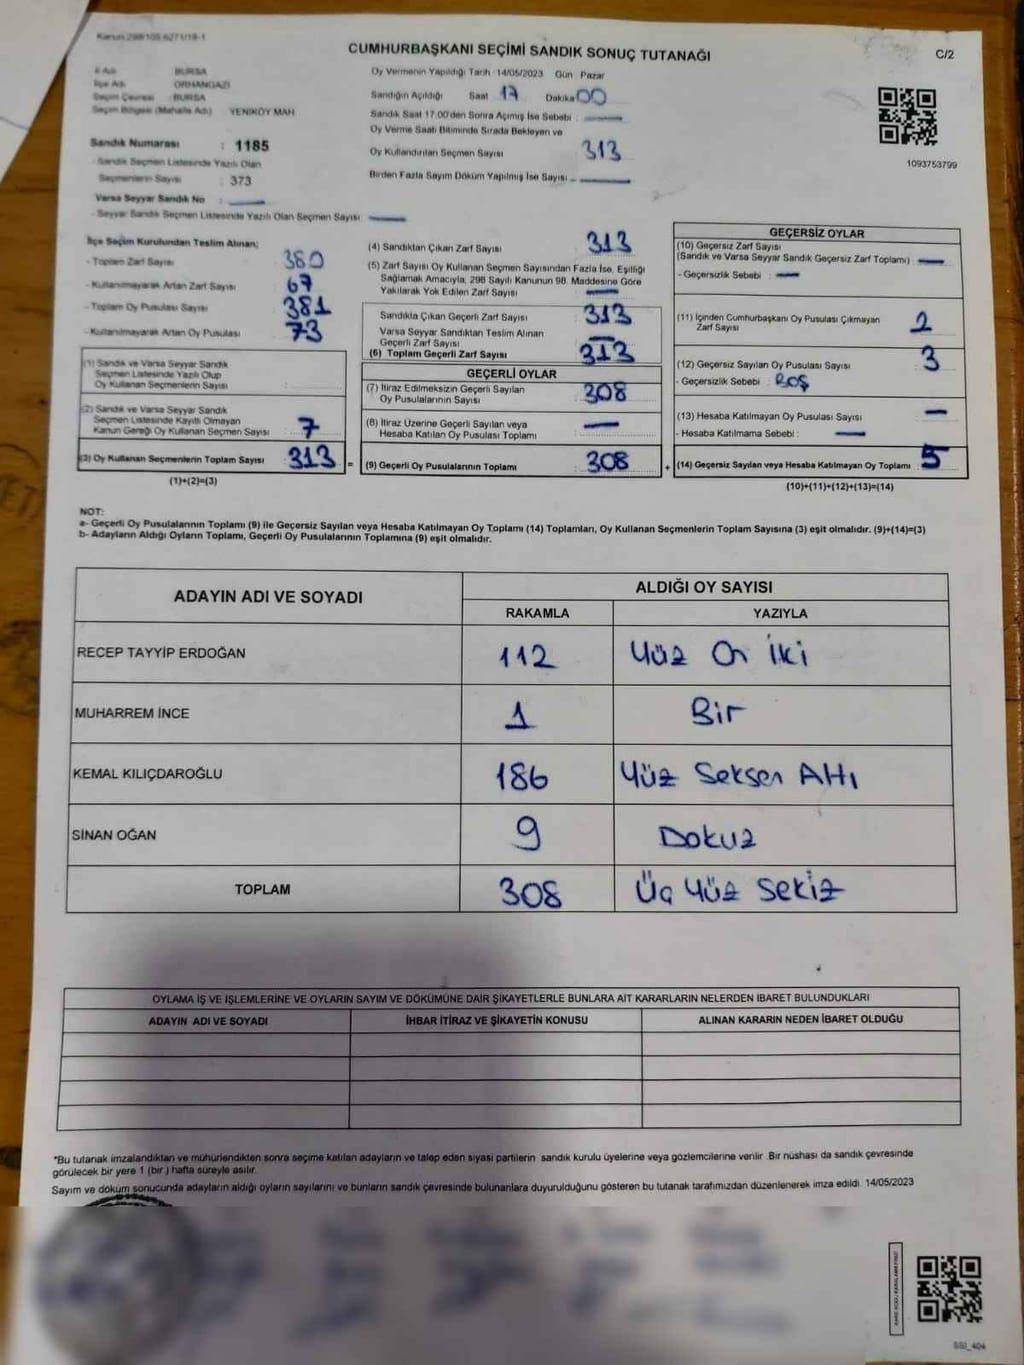 Kanun:298/105,6271/18-1
CUMHURBAŞKANI SEÇİMİ SANDIK SONUÇ TUTANAĞI
C/2
İl Adı : BURSA
İlçe Adı : ORHANGAZİ
Seçim Çevresi : BURSA
Seçim Bölgesi (Mahalle Adı) : YENİKÖY MAH
Sandık Numarası : 1185
- Sandık Seçmen Listesinde Yazılı Olan
Seçmenlerin Sayısı : 373
Varsa Seyyar Sandık No : —
- Seyyar Sandık Seçmen Listesinde Yazılı Olan Seçmen Sayısı : —
Oy Vermenin Yapıldığı Tarih : 14/05/2023 Gün Pazar
Sandığın Açıldığı Saat 17 Dakika 00
Sandık Saat 17.00'den Sonra Açılmış İse Sebebi : —
Oy Verme Saati Bitiminde Sırada Bekleyen ve
Oy Kullandırılan Seçmen Sayısı : 313
Birden Fazla Sayım Döküm Yapılmış İse Sayısı : —
1093753799
İlçe Seçim Kurulundan Teslim Alınan;
- Toplam Zarf Sayısı : 380
- Kullanılmayarak Artan Zarf Sayısı : 67
- Toplam Oy Pusulası Sayısı : 381
- Kullanılmayarak Artan Oy Pusulası : 73
(1) Sandık ve Varsa Seyyar Sandık
Seçmen Listesinde Yazılı Olup
Oy Kullanan Seçmenlerin Sayısı :
(2) Sandık ve Varsa Seyyar Sandık
Seçmen Listesinde Kayıtlı Olmayan
Kanun Gereği Oy Kullanan Seçmen Sayısı : 7
(3) Oy Kullanan Seçmenlerin Toplam Sayısı : 313
(1)+(2)=(3)
(4) Sandıktan Çıkan Zarf Sayısı : 313
(5) Zarf Sayısı Oy Kullanan Seçmen Sayısından Fazla İse, Eşitliği
Sağlamak Amacıyla, 298 Sayılı Kanunun 98. Maddesine Göre
Yakılarak Yok Edilen Zarf Sayısı : —
Sandıkta Çıkan Geçerli Zarf Sayısı : 313
Varsa Seyyar Sandıktan Teslim Alınan
Geçerli Zarf Sayısı : —
(6) Toplam Geçerli Zarf Sayısı : 313
GEÇERLİ OYLAR
(7) İtiraz Edilmeksizin Geçerli Sayılan
Oy Pusulalarının Sayısı : 308
(8) İtiraz Üzerine Geçerli Sayılan veya
Hesaba Katılan Oy Pusulası Toplamı : —
= (9) Geçerli Oy Pusulalarının Toplamı : 308
GEÇERSİZ OYLAR
(10) Geçersiz Zarf Sayısı
(Sandık ve Varsa Seyyar Sandık Geçersiz Zarf Toplamı) : —
- Geçersizlik Sebebi : —
(11) İçinden Cumhurbaşkanı Oy Pusulası Çıkmayan
Zarf Sayısı : 2
(12) Geçersiz Sayılan Oy Pusulası Sayısı : 3
- Geçersizlik Sebebi : BOŞ
(13) Hesaba Katılmayan Oy Pusulası Sayısı : —
- Hesaba Katılmama Sebebi : —
+ (14) Geçersiz Sayılan veya Hesaba Katılmayan Oy Toplamı : 5
(10)+(11)+(12)+(13)=(14)
NOT:
a- Geçerli Oy Pusulalarının Toplamı (9) ile Geçersiz Sayılan veya Hesaba Katılmayan Oy Toplamı (14) Toplamları, Oy Kullanan Seçmenlerin Toplam Sayısına (3) eşit olmalıdır. (9)+(14)=(3)
b- Adayların Aldığı Oyların Toplamı, Geçerli Oy Pusulalarının Toplamına (9) eşit olmalıdır.
ADAYIN ADI VE SOYADI ALDIĞI OY SAYISI
RAKAMLA YAZIYLA
RECEP TAYYİP ERDOĞAN 112 Yüz On İki
MUHARREM İNCE 1 Bir
KEMAL KILIÇDAROĞLU 186 Yüz Seksen Altı
SİNAN OĞAN 9 Dokuz
TOPLAM 308 Üç Yüz Sekiz
OYLAMA İŞ VE İŞLEMLERİNE VE OYLARIN SAYIM VE DÖKÜMÜNE DAİR ŞİKAYETLERLE BUNLARA AİT KARARLARIN NELERDEN İBARET BULUNDUKLARI
ADAYIN ADI VE SOYADI İHBAR İTİRAZ VE ŞİKAYETİN KONUSU ALINAN KARARIN NEDEN İBARET OLDUĞU
*Bu tutanak imzalandıktan ve mühürlendikten sonra seçime katılan adayların ve talep eden siyasi partilerin sandık kurulu üyelerine veya gözlemcilerine verilir .Bir nüshası da sandık çevresinde
görülecek bir yere 1 (bir ) hafta süreyle asılır.
Sayım ve döküm sonucunda adayların aldığı oyların sayılarını ve bunların sandık çevresinde bulunanlara duyurulduğunu gösteren bu tutanak tarafımızdan düzenlenerek imza edildi. 14/05/2023
SSI_404